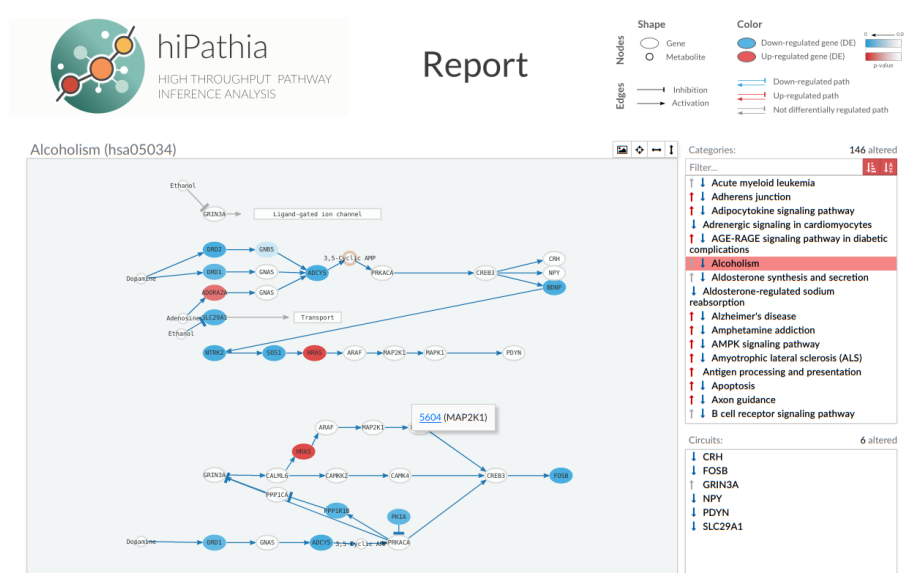 hiPathia
HIGH THROUGHPUT PATHWAY
INFERENCE ANALYSIS
Report
Shape
Color
Nodes
Gene
Metabolite
Down-regulated gene (DE)
Up-regulated gene (DE)
p-value
Edges
Inhibition
Activation
Down-regulated path
Up-regulated path
Not differentially regulated path
Alcoholism (hsa05034)
Ethanol
GRIN3A
Ligand-gated ion channel
DRD2
GNB5
3,5-Cyclic AMP
CRH
Dopamine
DRD1
GNAS
ADCY5
PRKACA
CREB3
NPY
BDNF
ADORA2A
GNAS
Adenosine
SLC29A1
Transport
Ethanol
NTRK2
SOS1
HRAS
ARAF
MAP2K1
MAPK1
PDYN
5604 (MAP2K1)
ARAF
MAP2K1
HRAS
GRIN3A
CALML6
CAMKK2
CAMK4
CREB3
FOSB
PPP1CA
PPP1R1B
PKIA
Dopamine
DRD1
GNAS
ADCY5
PRKACA
Categories:
146 altered
Filter...
Acute myeloid leukemia
Adherens junction
Adipocytokine signaling pathway
Adrenergic signaling in cardiomyocytes
AGE-RAGE signaling pathway in diabetic
complications
Alcoholism
Aldosterone synthesis and secretion
Aldosterone-regulated sodium
reabsorption
Alzheimer's disease
Amphetamine addiction
AMPK signaling pathway
Amyotrophic lateral sclerosis (ALS)
Antigen processing and presentation
Apoptosis
Axon guidance
B cell receptor signaling pathway
Circuits:
6 altered
CRH
FOSB
GRIN3A
NPY
PDYN
SLC29A1